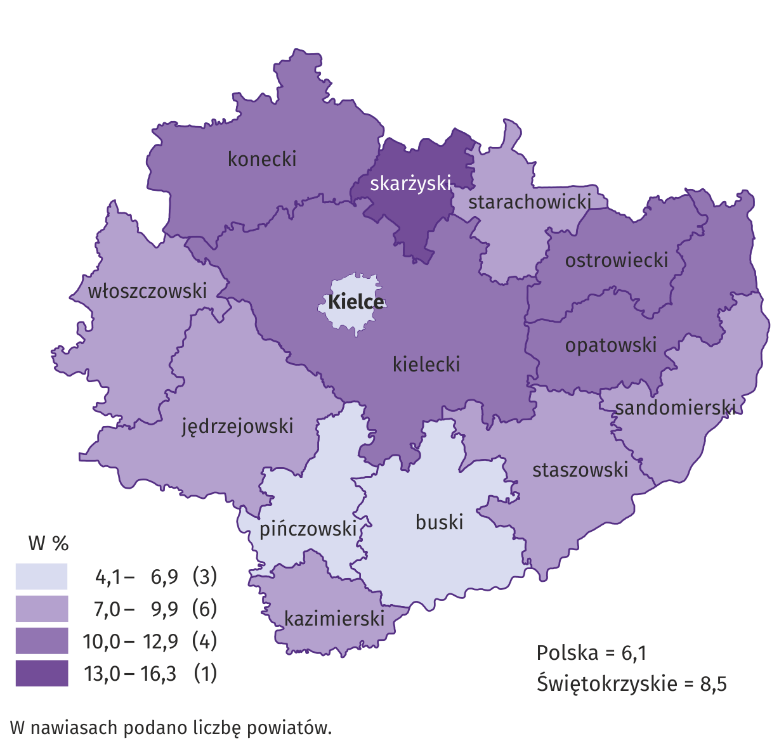 konecki
skarżyski
starachowicki
ostrowiecki
włoszczowski
Kielce
opatowski
kielecki
sandomierski
jędrzejowski
staszowski
buski
pińczowski
kazimierski
W %
4,1 – 6,9 (3)
7,0 – 9,9 (6)
10,0 – 12,9 (4)
13,0 – 16,3 (1)
Polska = 6,1
Świętokrzyskie = 8,5
W nawiasach podano liczbę powiatów.